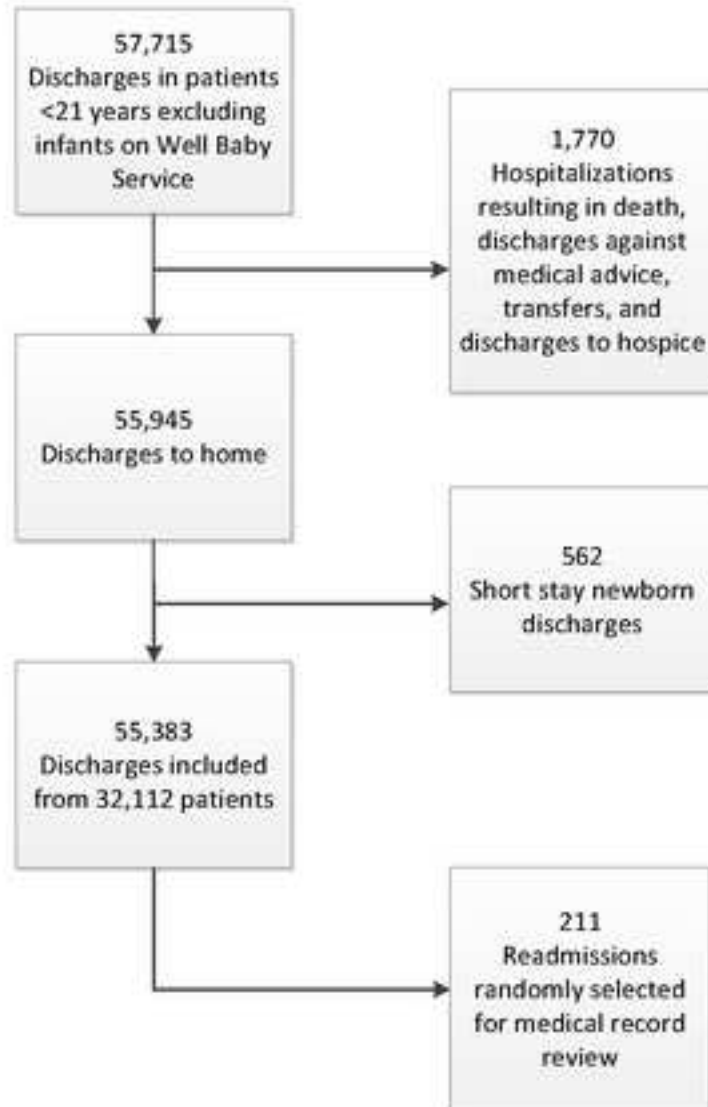 57,715
Discharges in patients
<21 years excluding
infants on Well Baby
Service
1,770
Hospitalizations
resulting in death,
discharges against
medical advice,
transfers, and
discharges to hospice
55,945
Discharges to home
562
Short stay newborn
discharges
55,383
Discharges included
from 32,112 patients
211
Readmissions
randomly selected
for medical record
review